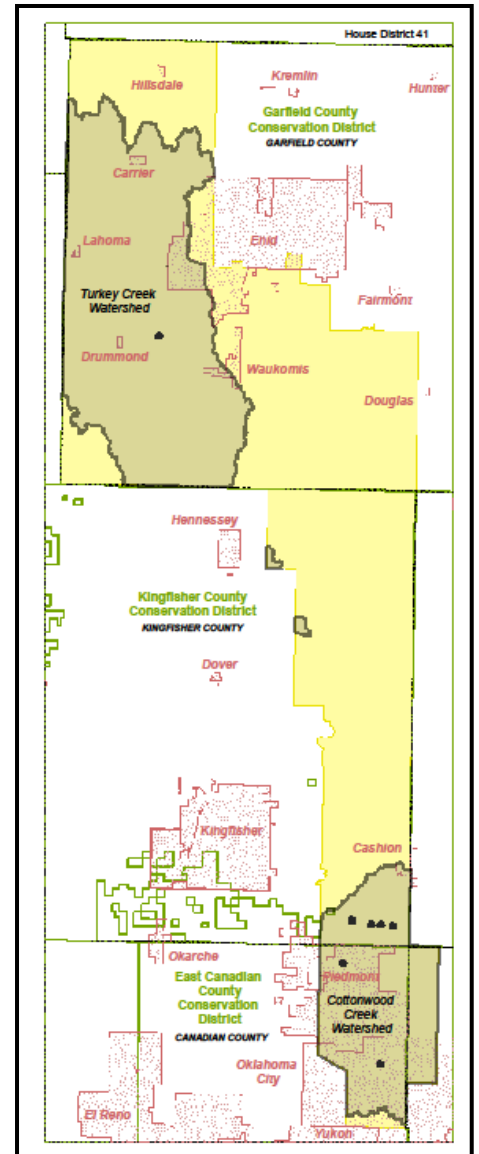 House District 41
Hillsdale
Kremlin
Hunter
Garfield County
Conservation District
GARFIELD COUNTY
Carrier
Lahoma
Enid
Turkey Creek
Watershed
Fairmont
Drummond
Waukomis
Douglas
Hennessey
Kingfisher County
Conservation District
KINGFISHER COUNTY
Dover
Kingfisher
Cashion
Okarche
East Canadian
County
Conservation
District
CANADIAN COUNTY
Piedmont
Cottonwood
Creek
Watershed
Oklahoma
City
El Reno
Yukon